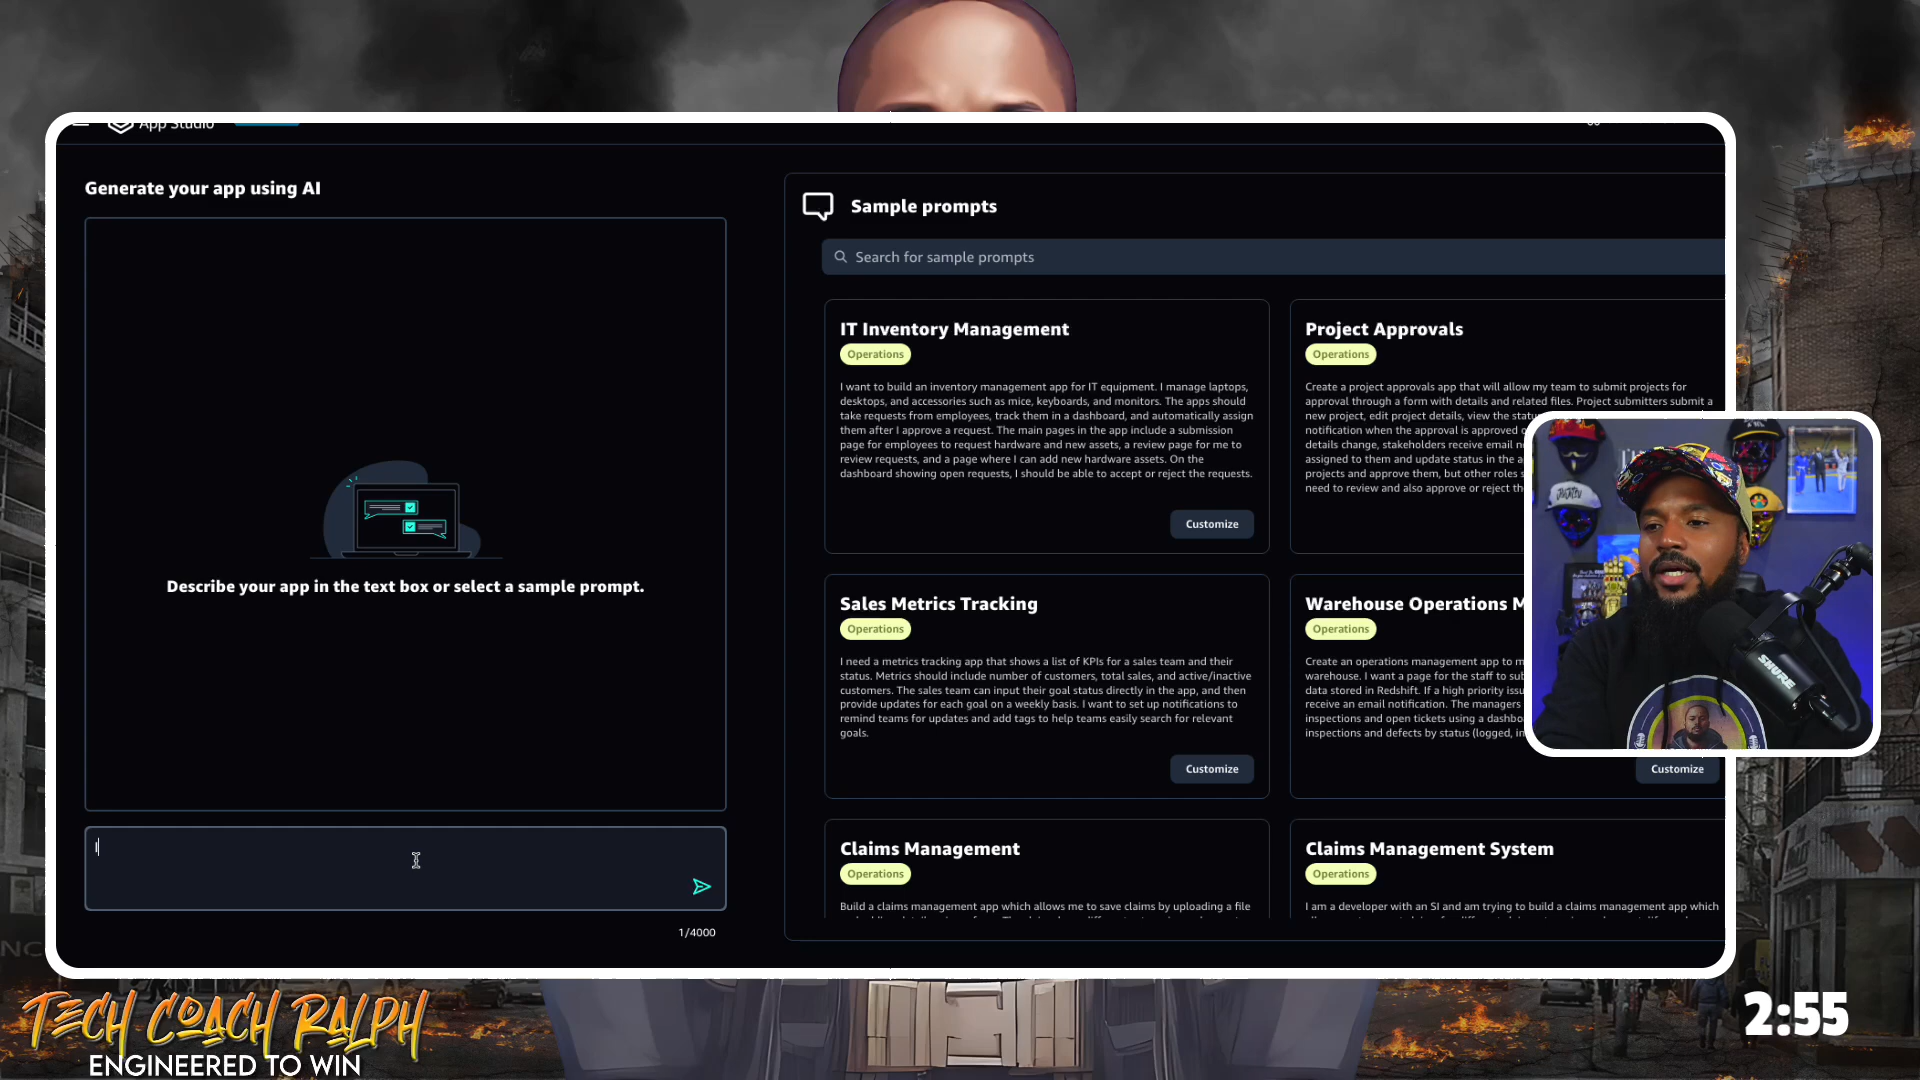 App Studio
Generate your app using AI
Describe your app in the text box or select a sample prompt.
I
1/4000
Sample prompts
Search for sample prompts
IT Inventory Management
Operations
I want to build an inventory management app for IT equipment. I manage laptops,
desktops, and accessories such as mice, keyboards, and monitors. The apps should
take requests from employees, track them in a dashboard, and automatically assign
them after I approve a request. The main pages in the app include a submission
page for employees to request hardware and new assets, a review page for me to
review requests, and a page where I can add new hardware assets. On the
dashboard showing open requests, I should be able to accept or reject the requests.
Customize
Project Approvals
Operations
Create a project approvals app that will allow my team to submit projects for
approval through a form with details and related files. Project submitters submit a
new project, edit project details, view the
notification when the approval is approved
details change, stakeholders receive email
assigned to them and update status in the
projects and approve them, but other roles
need to review and also approve or reject
Sales Metrics Tracking
Operations
I need a metrics tracking app that shows a list of KPIs for a sales team and their
status. Metrics should include number of customers, total sales, and active/inactive
customers. The sales team can input their goal status directly in the app, and then
provide updates for each goal on a weekly basis. I want to set up notifications to
remind teams for updates and add tags to help teams easily search for relevant
goals.
Customize
Warehouse Operations
Operations
Create an operations management app to
warehouse. I want a page for the staff to
data stored in Redshift. If a high priority
receive an email notification. The managers
inspections and open tickets using a
inspections and defects by status (logged,
Customize
Claims Management
Operations
Build a claims management app which allows me to save claims by uploading a file
Claims Management System
Operations
I am a developer with an SI and am trying to build a claims management app which
SHURE
TECH COACH RALPH
ENGINEERED TO WIN
2:55